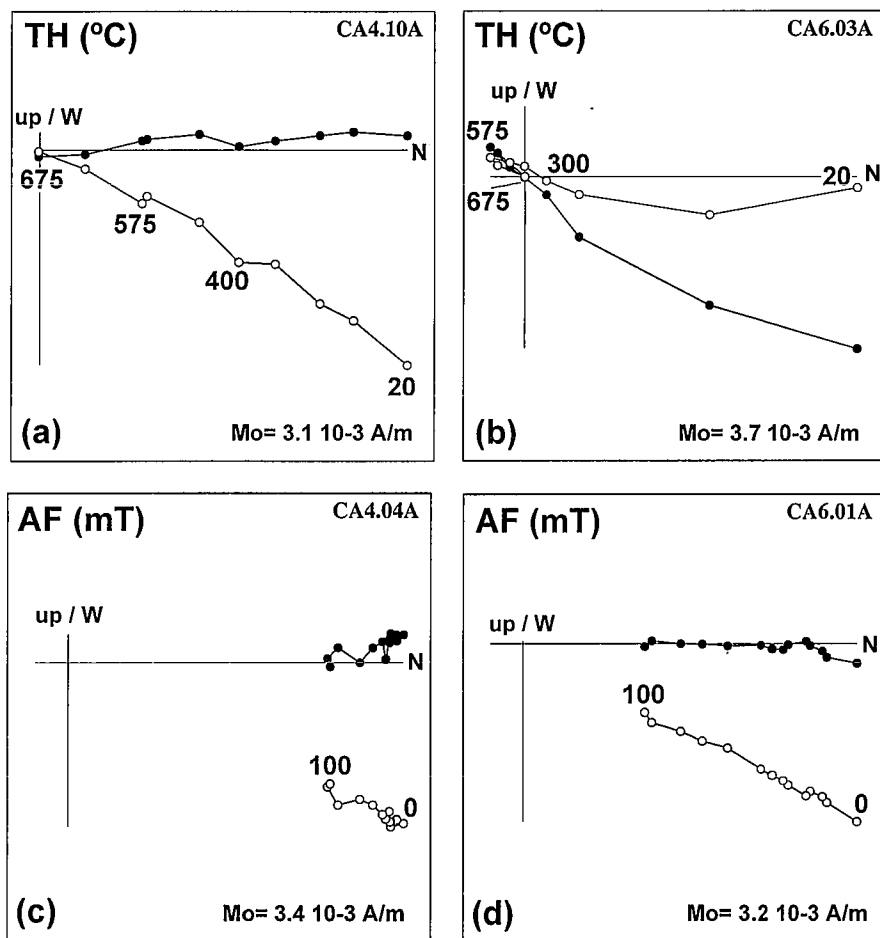 TH (ºC) CA4.10A
up / W
N
675
575
400
20
(a) Mo= 3.1 10-3 A/m
TH (ºC) CA6.03A
up / W
575
300
N
20
675
(b) Mo= 3.7 10-3 A/m
AF (mT) CA4.04A
up / W
N
100
0
(c) Mo= 3.4 10-3 A/m
AF (mT) CA6.01A
up / W
N
100
0
(d) Mo= 3.2 10-3 A/m